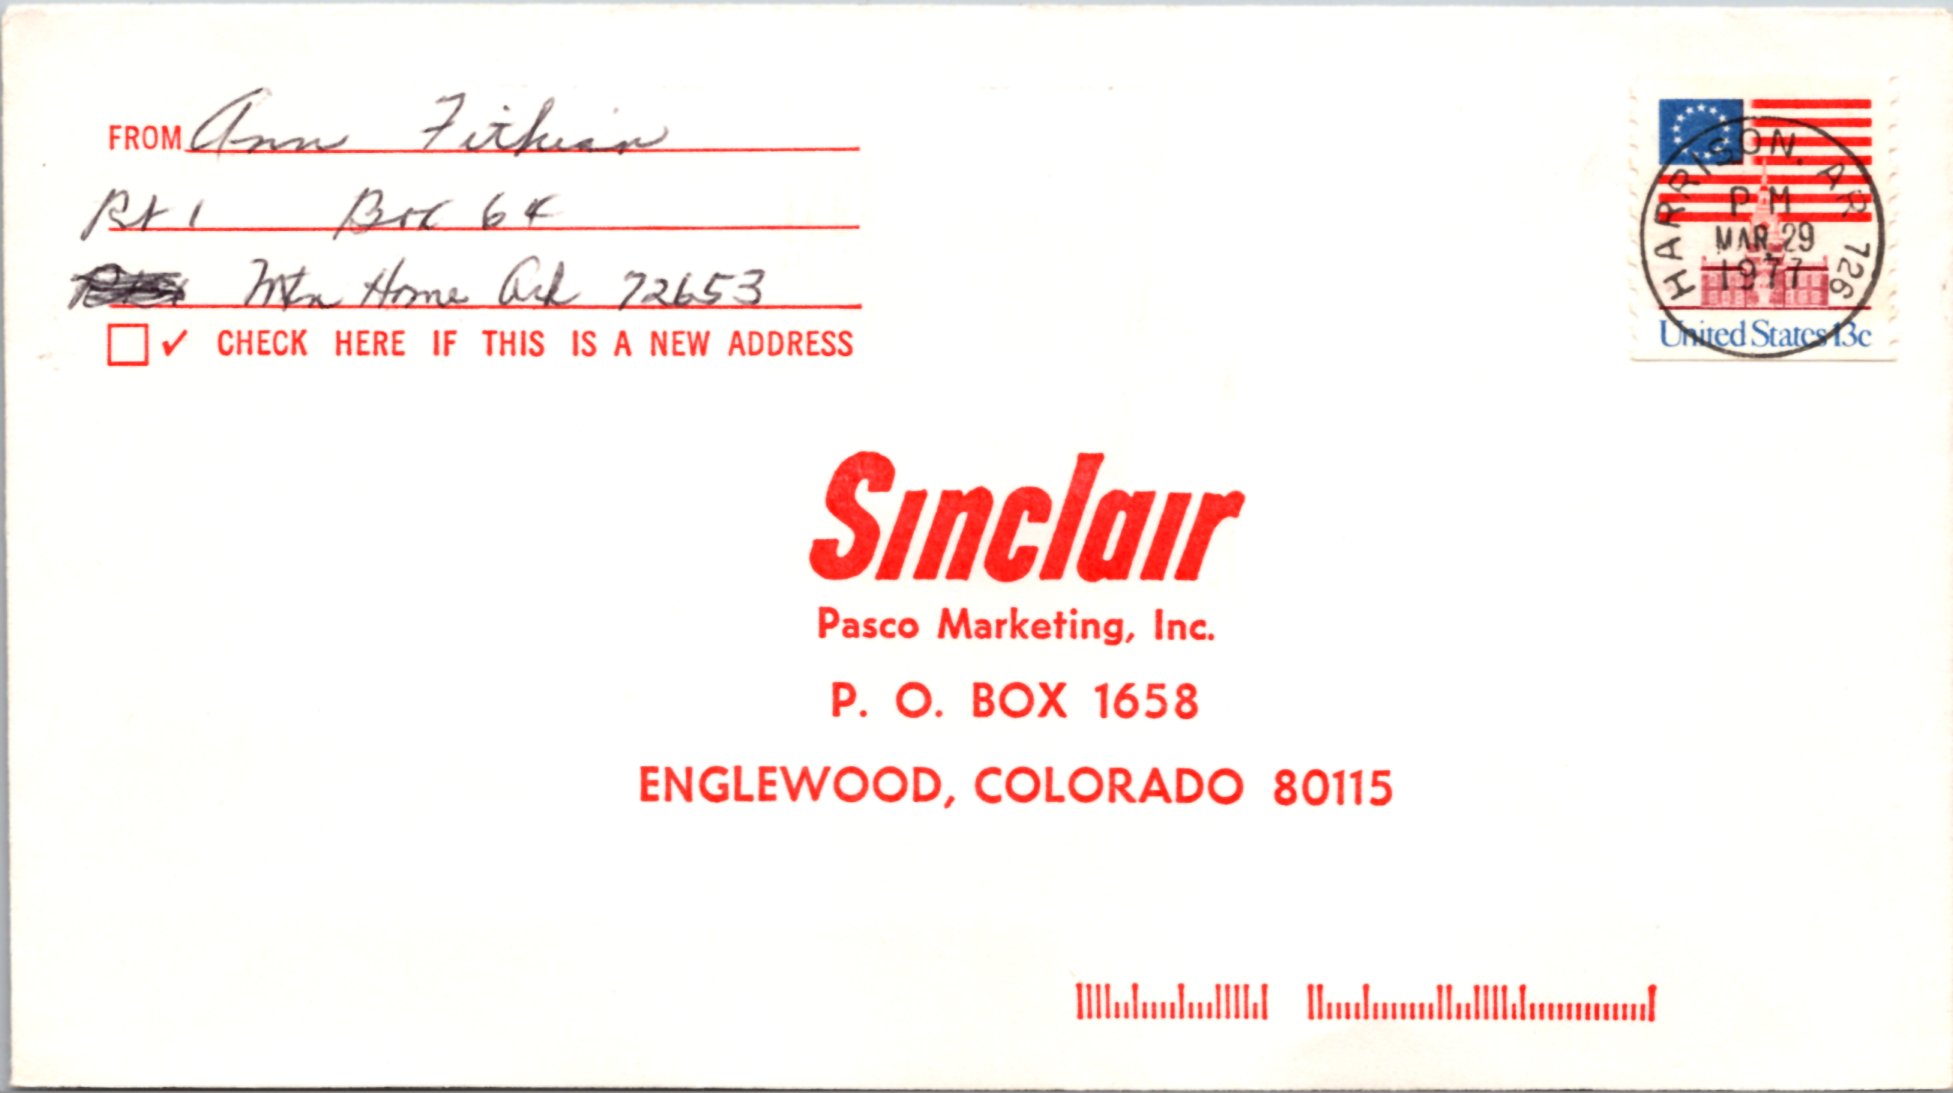 FROM Ann Fitkian
Rt 1 Box 64
Mtn Home Ark 72653
✓ CHECK HERE IF THIS IS A NEW ADDRESS
HARRISON, AR 726
PM
MAR 29
1977
United States 13c
Sinclair
Pasco Marketing, Inc.
P. O. BOX 1658
ENGLEWOOD, COLORADO 80115